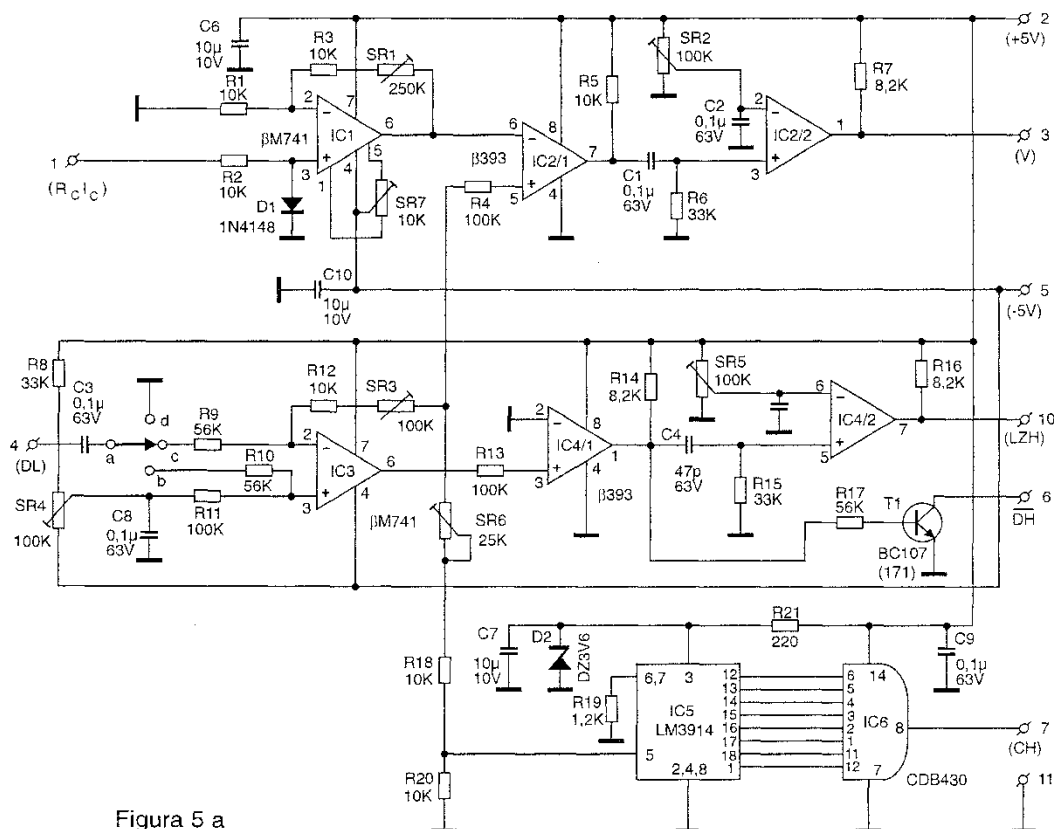 C6
10µ
10V
R3
10K
SR1
250K
R1
10K
2
7
IC1
6
βM741
3
5
4
1
1
(RCIC)
R2
10K
D1
1N4148
SR7
10K
SR2
100K
R5
10K
C2
0,1µ
63V
2
IC2/2
1
3
R7
8,2K
2
(+5V)
3
(V)
6
8
β393
IC2/1
7
5
4
R4
100K
C1
0,1µ
63V
R6
33K
C10
10µ
10V
5
(-5V)
R8
33K
C3
0,1µ
63V
d
a
c
b
4
(DL)
R9
56K
R10
56K
R11
100K
SR4
100K
C8
0,1µ
63V
R12
10K
SR3
100K
2
7
IC3
6
3
4
βM741
R13
100K
SR6
25K
2
8
IC4/1
1
3
4
β393
R14
8,2K
SR5
100K
C4
47p
63V
R15
33K
6
IC4/2
7
5
R16
8,2K
10
(LZH)
R17
56K
T1
BC107
(171)
6
DH
R21
220
C7
10µ
10V
D2
DZ3V6
C9
0,1µ
63V
R18
10K
R19
1,2K
R20
10K
6,7
3
IC5
LM3914
5
2,4,8
12
13
14
15
16
17
18
1
6
5
4
3
2
1
11
12
14
IC6
8
7
CDB430
7
(CH)
11
Figura 5 a